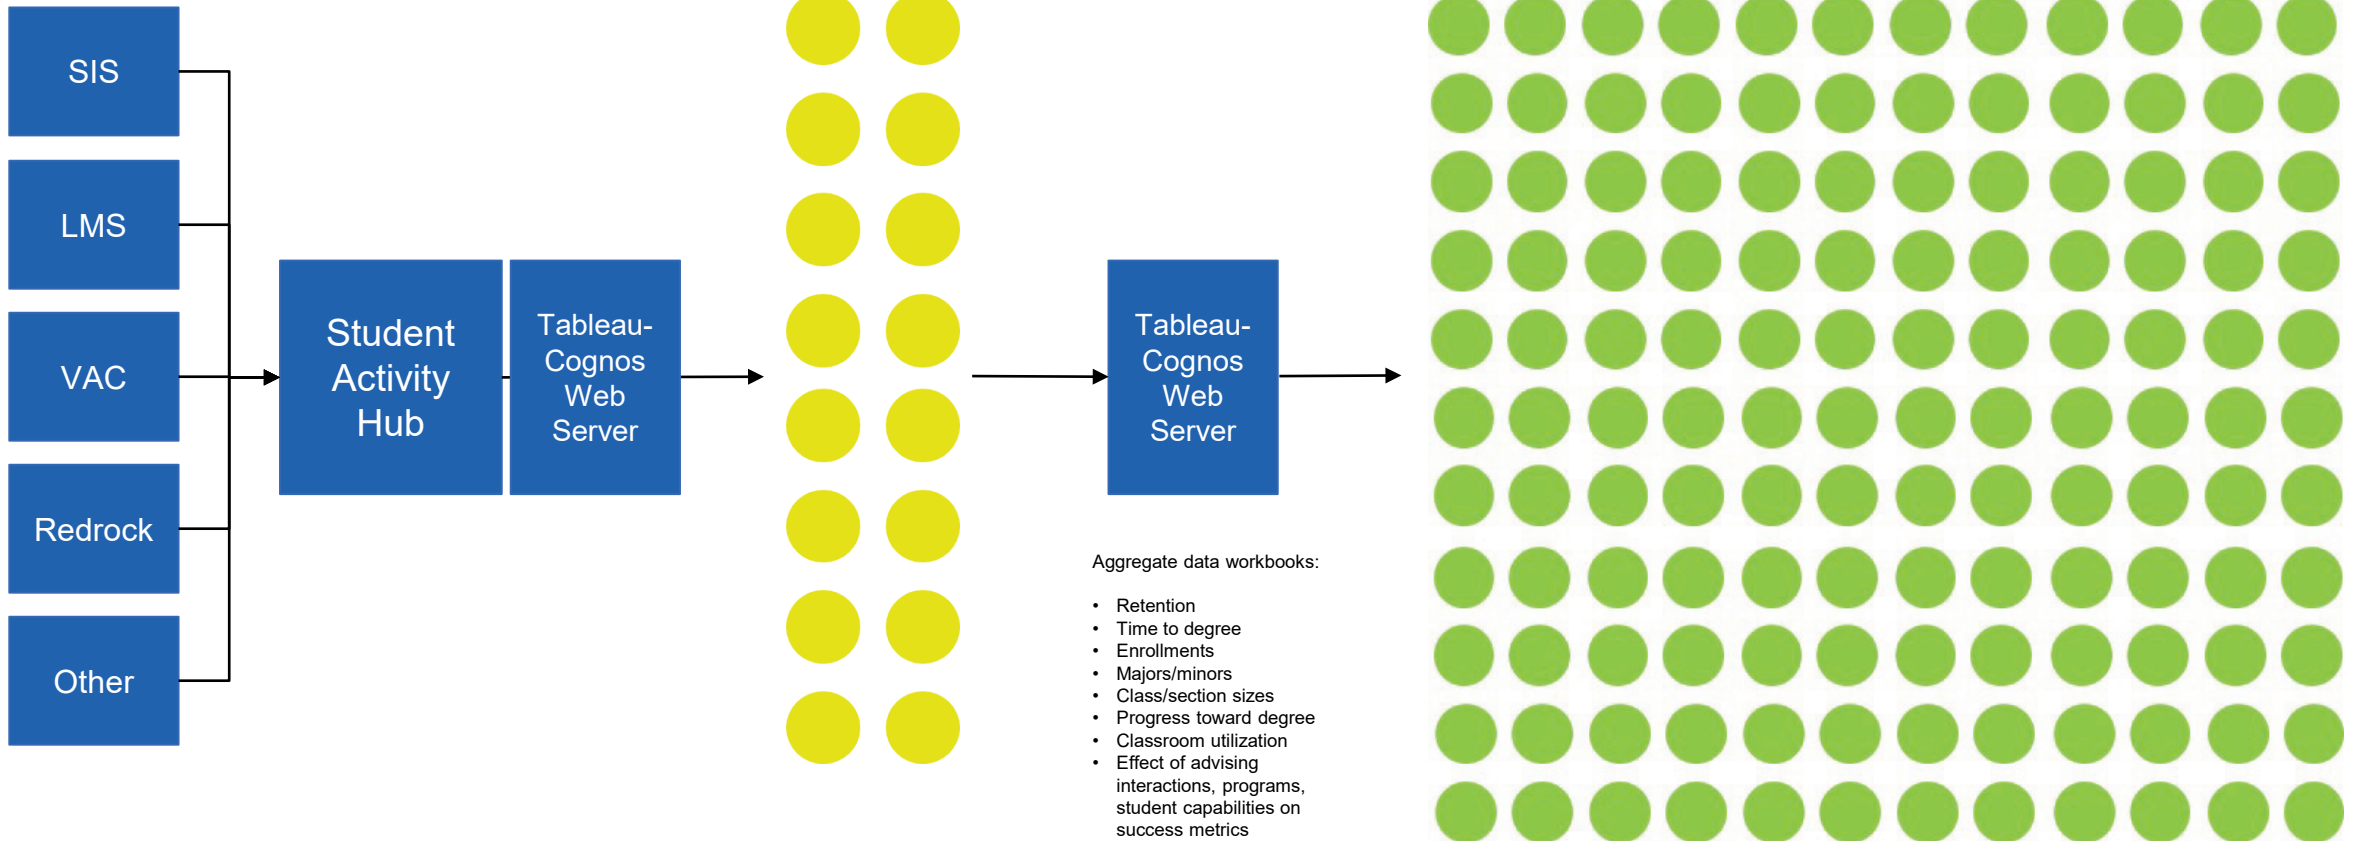 SIS
LMS
VAC
Redrock
Other
Student
Activity
Hub
Tableau-
Cognos
Web
Server
Tableau-
Cognos
Web
Server
Aggregate data workbooks:
• Retention
• Time to degree
• Enrollments
• Majors/minors
• Class/section sizes
• Progress toward degree
• Classroom utilization
• Effect of advising
interactions, programs,
student capabilities on
success metrics